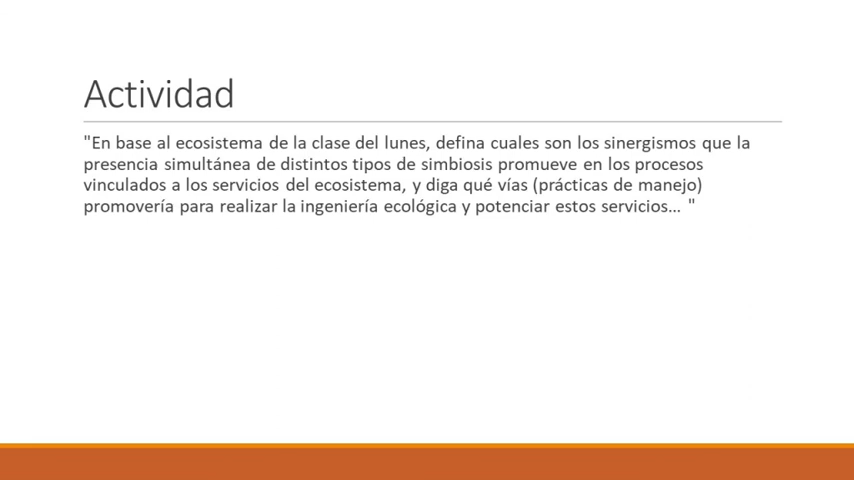 Actividad
"En base al ecosistema de la clase del lunes, defina cuales son los sinergismos que la
presencia simultánea de distintos tipos de simbiosis promueve en los procesos
vinculados a los servicios del ecosistema, y diga qué vías (prácticas de manejo)
promovería para realizar la ingeniería ecológica y potenciar estos servicios... "